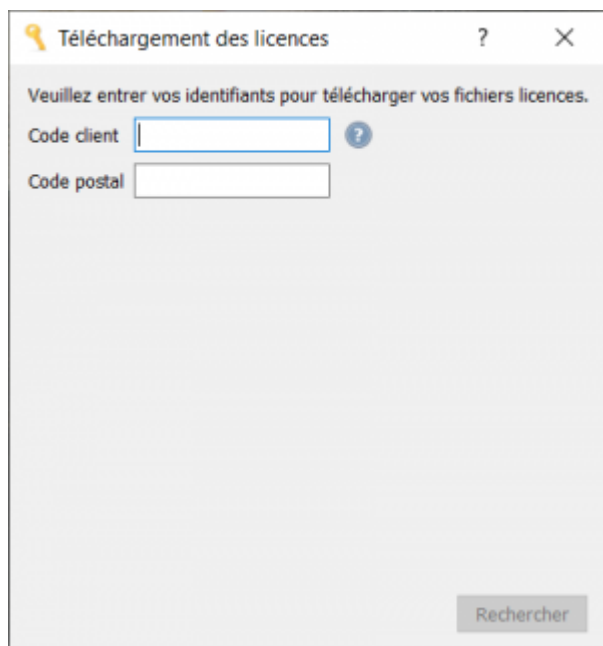 Téléchargement des licences ? X
Veuillez entrer vos identifiants pour télécharger vos fichiers licences.
Code client ?
Code postal
Rechercher